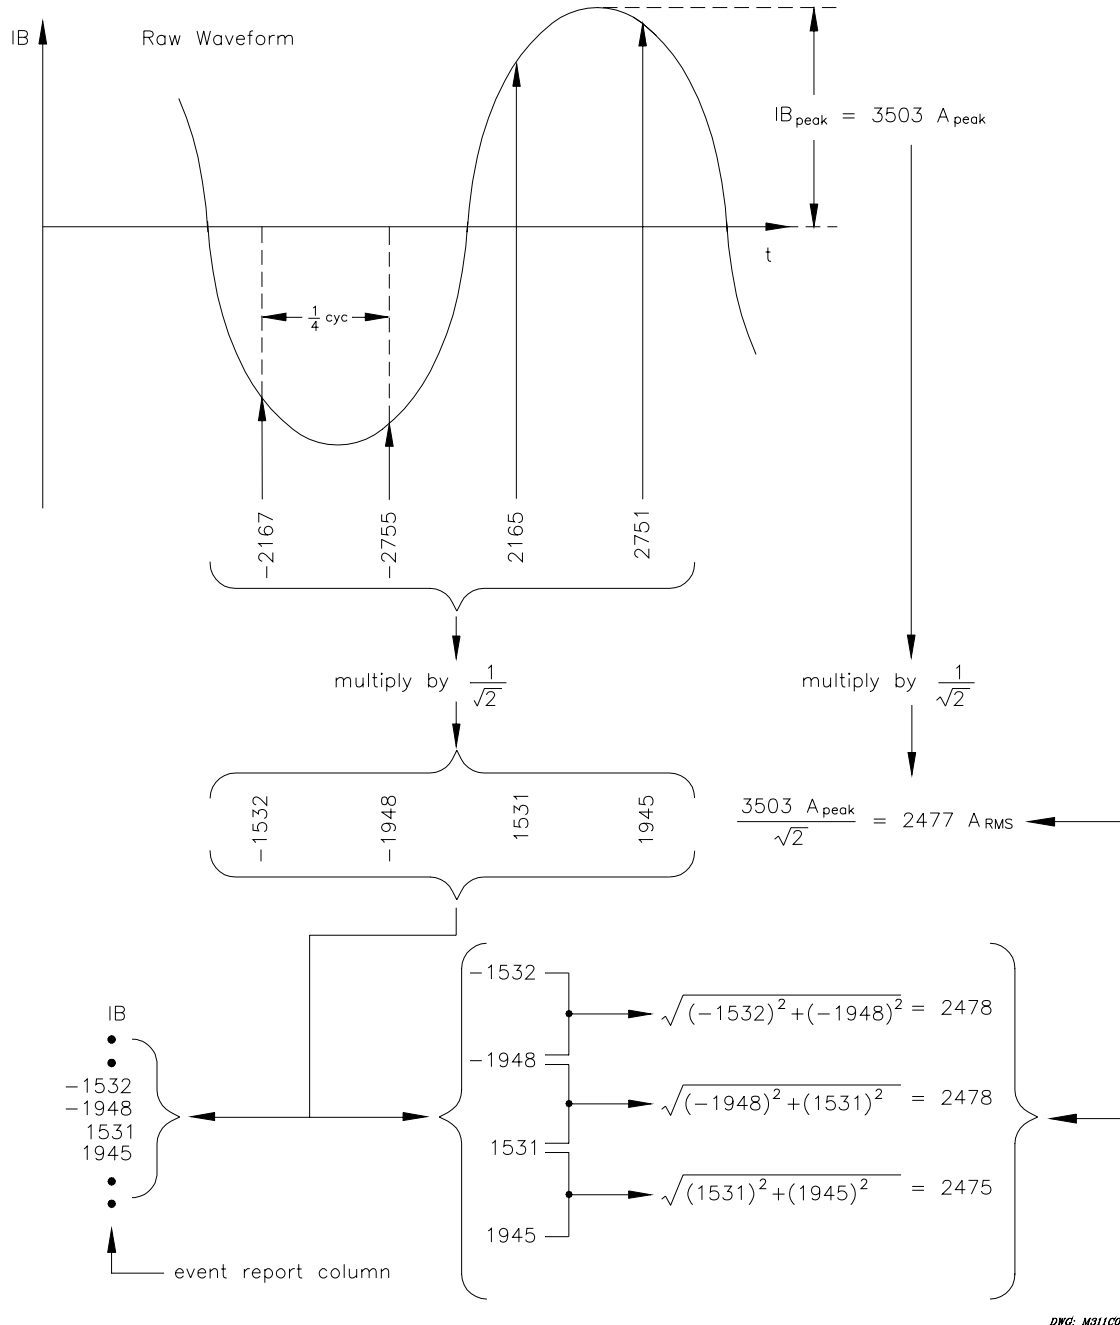 IB
Raw Waveform
IBpeak = 3503 Apeak
t
1/4 cyc
-2167
-2755
2165
2751
multiply by 1/√2
multiply by 1/√2
-1532
-1948
1531
1945
3503 Apeak/√2 = 2477 ARMS
-1532
√(-1532)²+(-1948)² = 2478
-1948
√(-1948)²+(1531)² = 2478
1531
√(1531)²+(1945)² = 2475
1945
IB
-1532
-1948
1531
1945
event report column